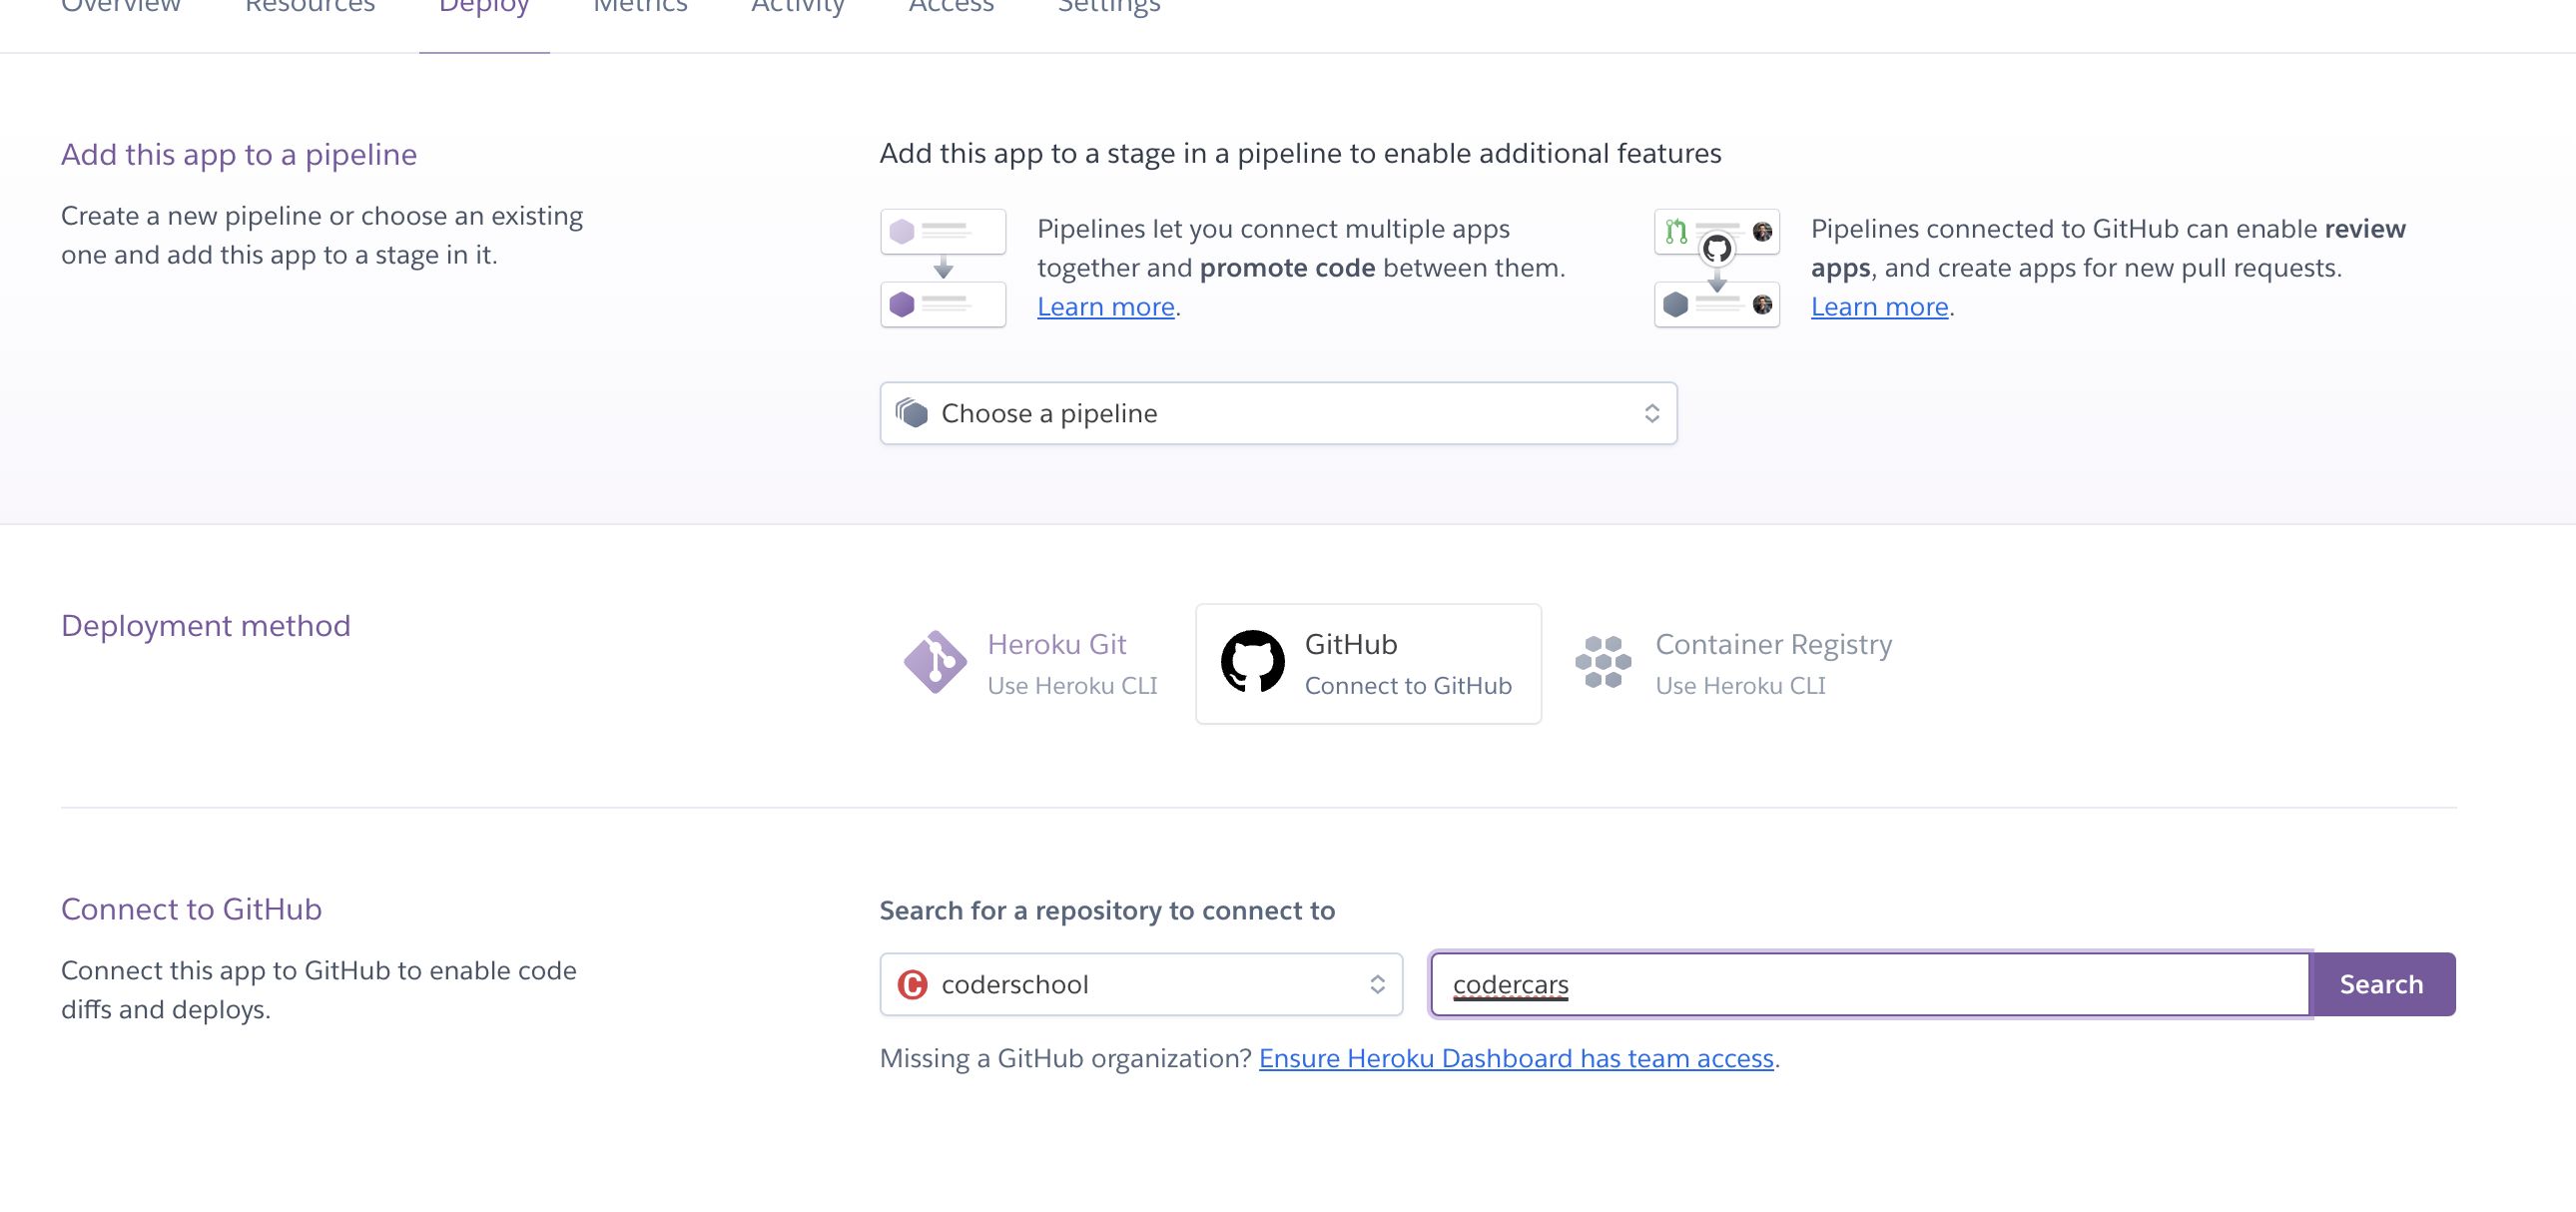 Overview Resources Deploy Metrics Activity Access Settings
Add this app to a pipeline
Create a new pipeline or choose an existing
one and add this app to a stage in it.
Add this app to a stage in a pipeline to enable additional features
Pipelines let you connect multiple apps
together and promote code between them.
Learn more.
Pipelines connected to GitHub can enable review
apps, and create apps for new pull requests.
Learn more.
Choose a pipeline
Deployment method
Heroku Git
Use Heroku CLI
GitHub
Connect to GitHub
Container Registry
Use Heroku CLI
Connect to GitHub
Connect this app to GitHub to enable code
diffs and deploys.
Search for a repository to connect to
coderschool
codercars
Search
Missing a GitHub organization? Ensure Heroku Dashboard has team access.